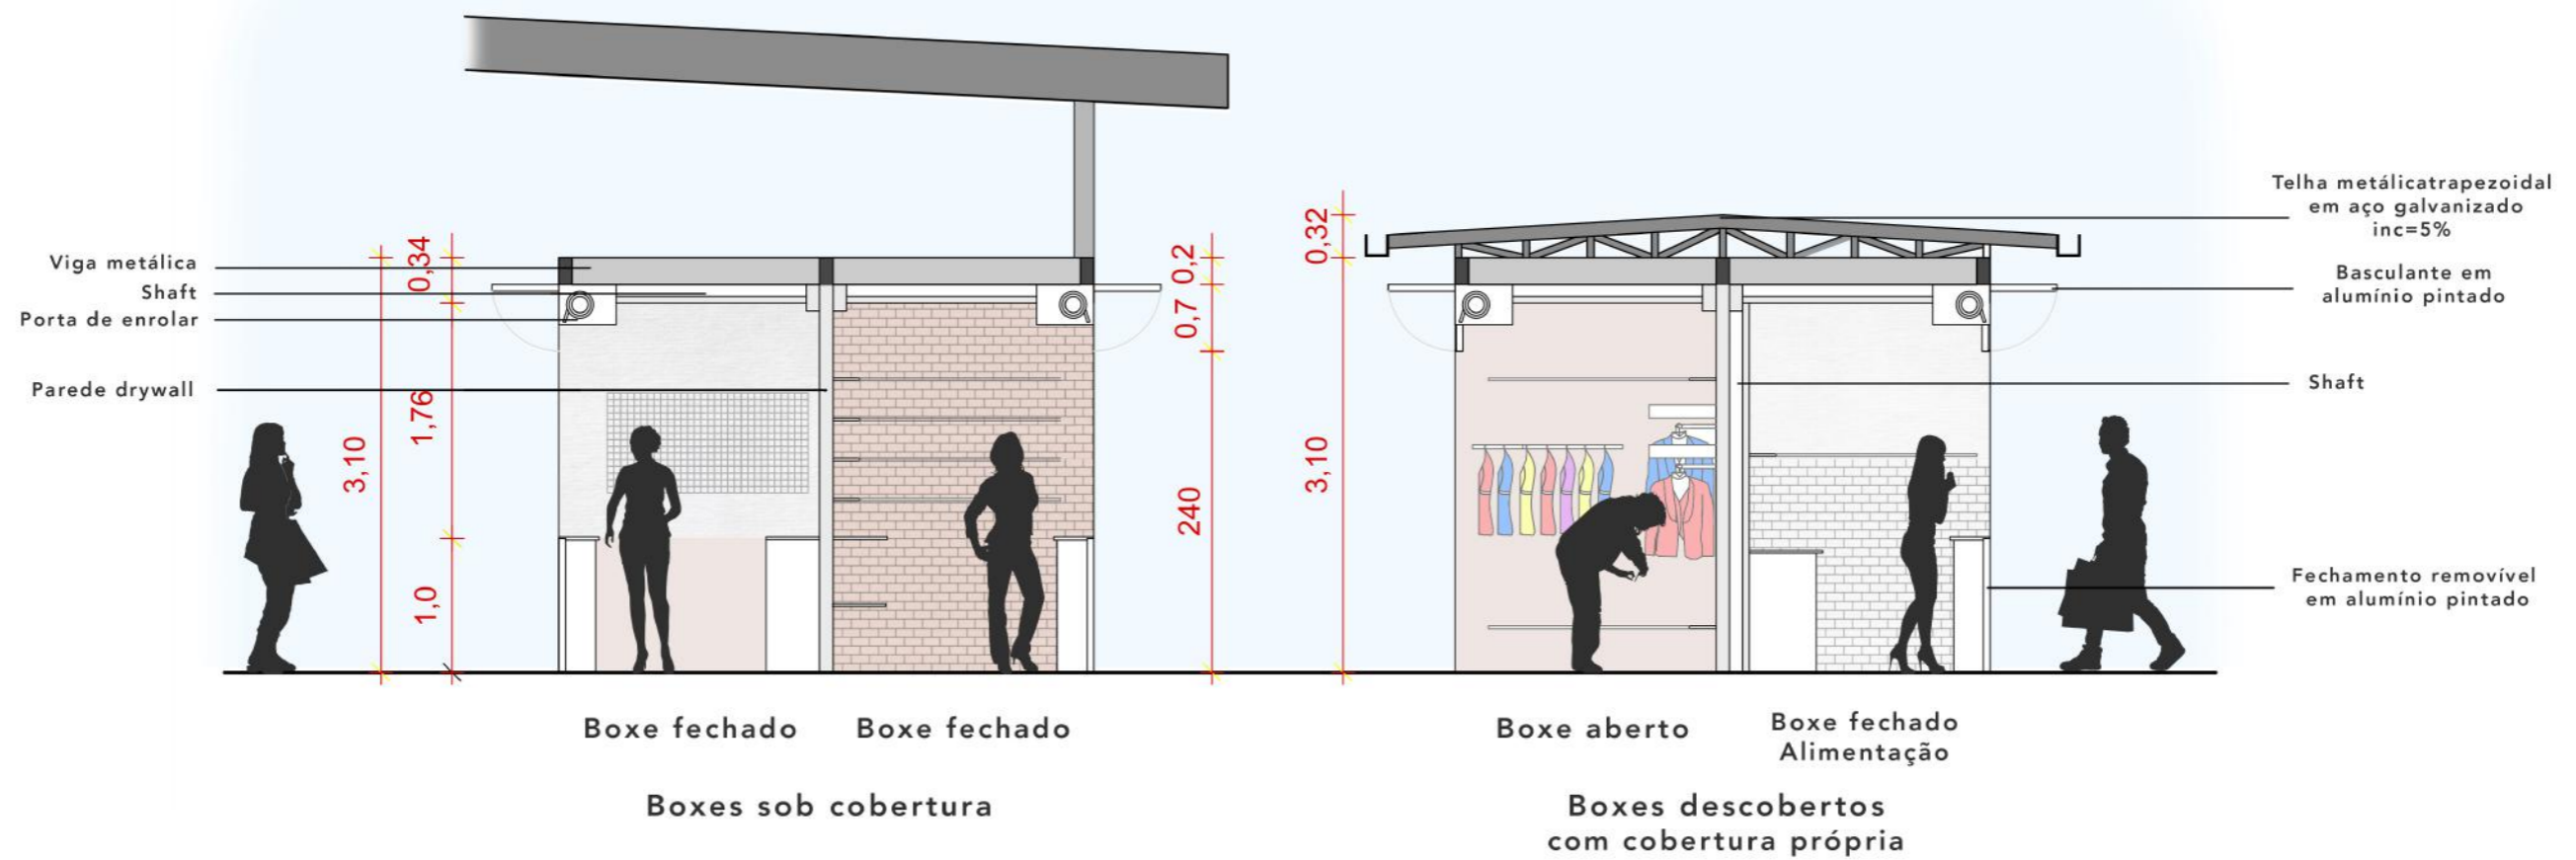 Viga metálica
Shaft
Porta de enrolar
Parede drywall
3,10
0,34
1,76
1,0
0,2
0,7
240
0,32
3,10
Telha metálicatrapezoidal
em aço galvanizado
inc=5%
Basculante em
alumínio pintado
Shaft
Fechamento removível
em alumínio pintado
Boxe fechado
Boxe fechado
Boxes sob cobertura
Boxe aberto
Boxe fechado
Alimentação
Boxes descobertos
com cobertura própria